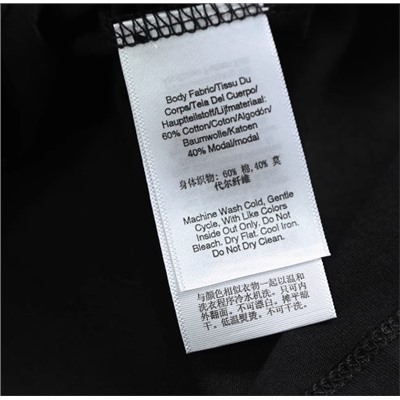 Body Fabric/Tissu Du
Corps/Tela Del Cuerpo/
Hauptteilstoff/Lijfmateriaal:
60% Cotton/Coton/Algodón/
Baumwolle/Katoen
40% Modal/modal
身体织物: 60% 棉, 40% 莫
代尔纤维
Machine Wash Cold, Gentle
Cycle, With Like Colors
Inside Out Only, Do Not
Bleach. Dry Flat. Cool Iron.
Do Not Dry Clean.
与颜色相似衣物一起以温和
洗衣程序冷水机洗。只可内
外翻面。不可漂白。摊平晾
干。低温熨烫。不可干洗。